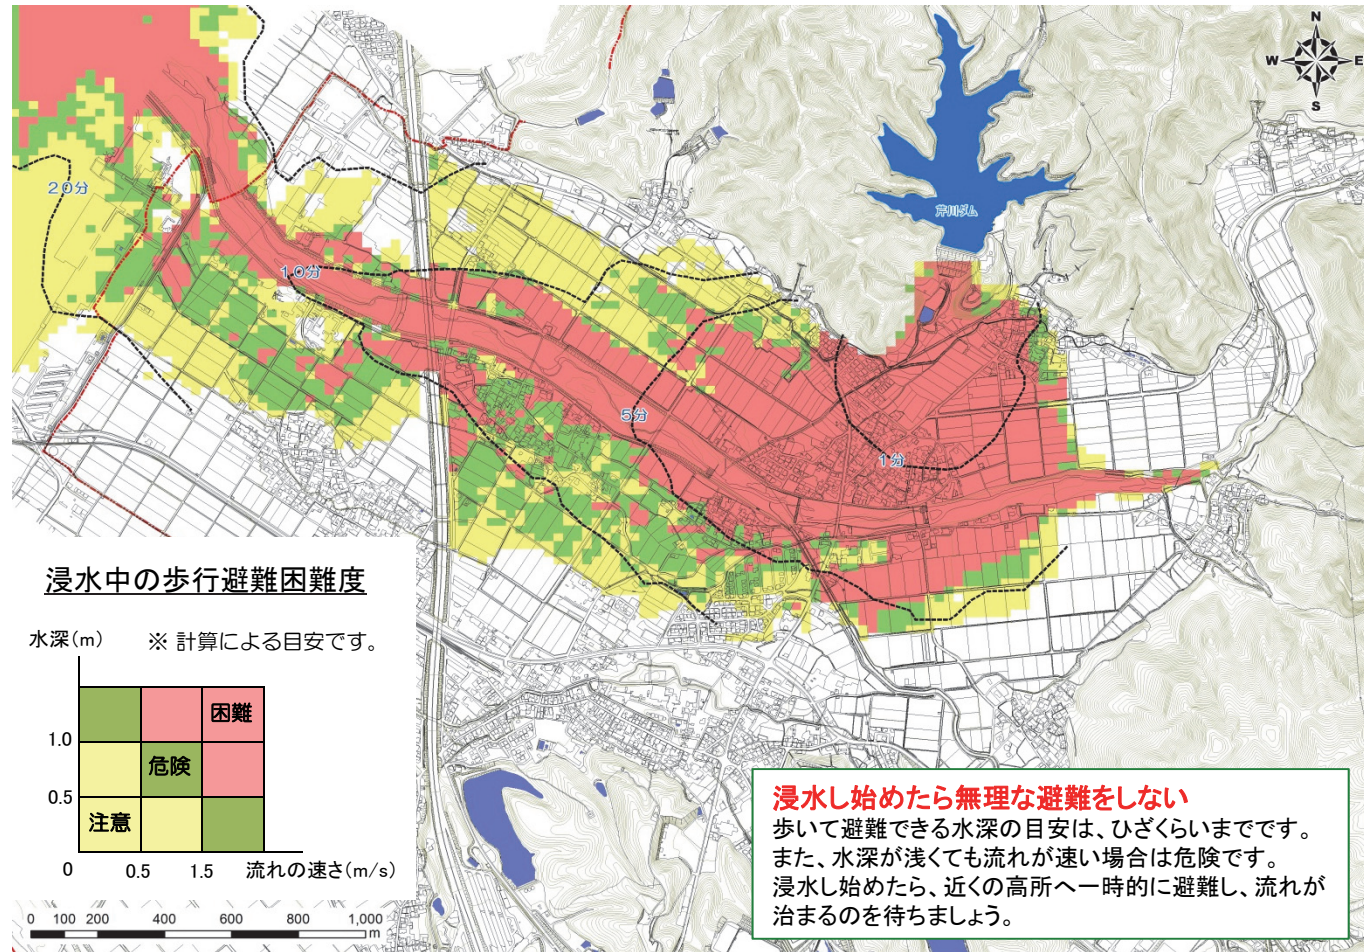 N
W E
S
20分
芹川ダム
10分
5分
1分
浸水中の歩行避難困難度
水深(m) ※ 計算による目安です。
困難
1.0
危険
0.5
注意
0 0.5 1.5 流れの速さ(m/s)
0 100 200 400 600 800 1,000
m
浸水し始めたら無理な避難をしない
歩いて避難できる水深の目安は、ひざくらいまでです。
また、水深が浅くても流れが速い場合は危険です。
浸水し始めたら、近くの高所へ一時的に避難し、流れが
治まるのを待ちましょう。